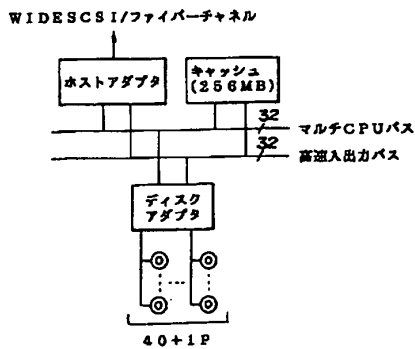 WIDESCSI/ファイバーチャネル
ホストアダプタ
キャッシュ
(256MB)
32
マルチCPUバス
32
高速入出力バス
ディスク
アダプタ
40+1P